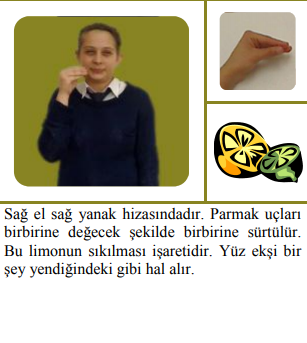 Sağ el sağ yanak hizasındadır. Parmak uçları
birbirine değecek şekilde birbirine sürtülür.
Bu limonun sıkılması işaretidir. Yüz ekşi bir
şey yendiğindeki gibi hal alır.